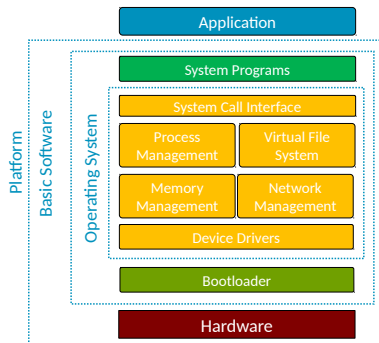 Application
System Programs
System Call Interface
Process
Management
Virtual File
System
Memory
Management
Network
Management
Device Drivers
Bootloader
Hardware
Platform
Basic Software
Operating System